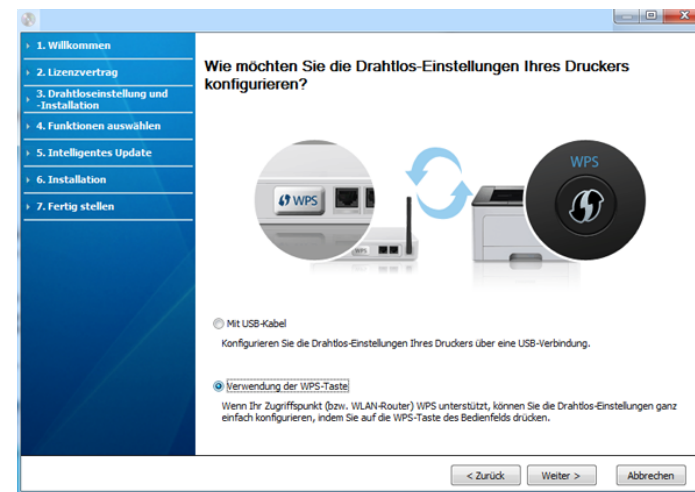 1. Willkommen
2. Lizenzvertrag
3. Drahtloseinstellung und
-Installation
4. Funktionen auswählen
5. Intelligentes Update
6. Installation
7. Fertig stellen
Wie möchten Sie die Drahtlos-Einstellungen Ihres Druckers
konfigurieren?
WPS
WPS
WPS
Mit USB-Kabel
Konfigurieren Sie die Drahtlos-Einstellungen Ihres Druckers über eine USB-Verbindung.
Verwendung der WPS-Taste
Wenn Ihr Zugriffspunkt (bzw. WLAN-Router) WPS unterstützt, können Sie die Drahtlos-Einstellungen ganz
einfach konfigurieren, indem Sie auf die WPS-Taste des Bedienfelds drücken.
< Zurück Weiter > Abbrechen